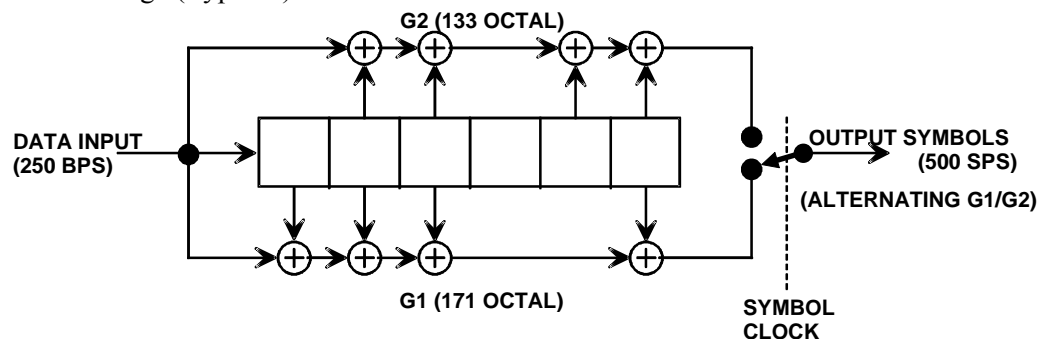 G2 (133 OCTAL)
DATA INPUT
(250 BPS)
OUTPUT SYMBOLS
(500 SPS)
(ALTERNATING G1/G2)
G1 (171 OCTAL)
SYMBOL
CLOCK